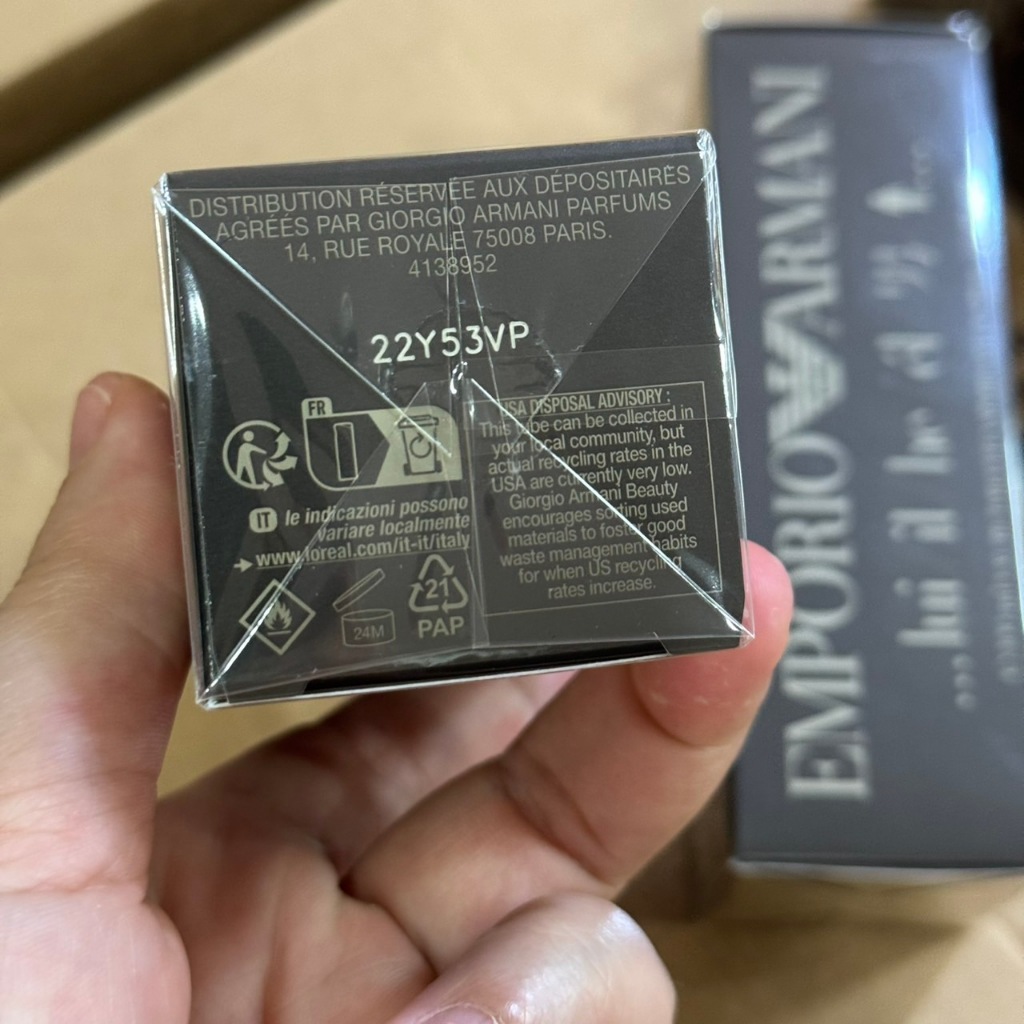 DISTRIBUTION RÉSERVÉE AUX DÉPOSITAIRES
AGRÉÉS PAR GIORGIO ARMANI PARFUMS
14, RUE ROYALE 75008 PARIS.
4138952
22Y53VP
FR
IT le indicazioni possono
variare localmente
www.loreal.com/it-it/italy
24M
21
PAP
USA DISPOSAL ADVISORY :
This tube can be collected in
your local community, but
actual recycling rates in the
USA are currently very low.
Giorgio Armani Beauty
encourages sorting used
materials to foster good
waste management habits
for when US recycling
rates increase.
EMPORIO ARMANI